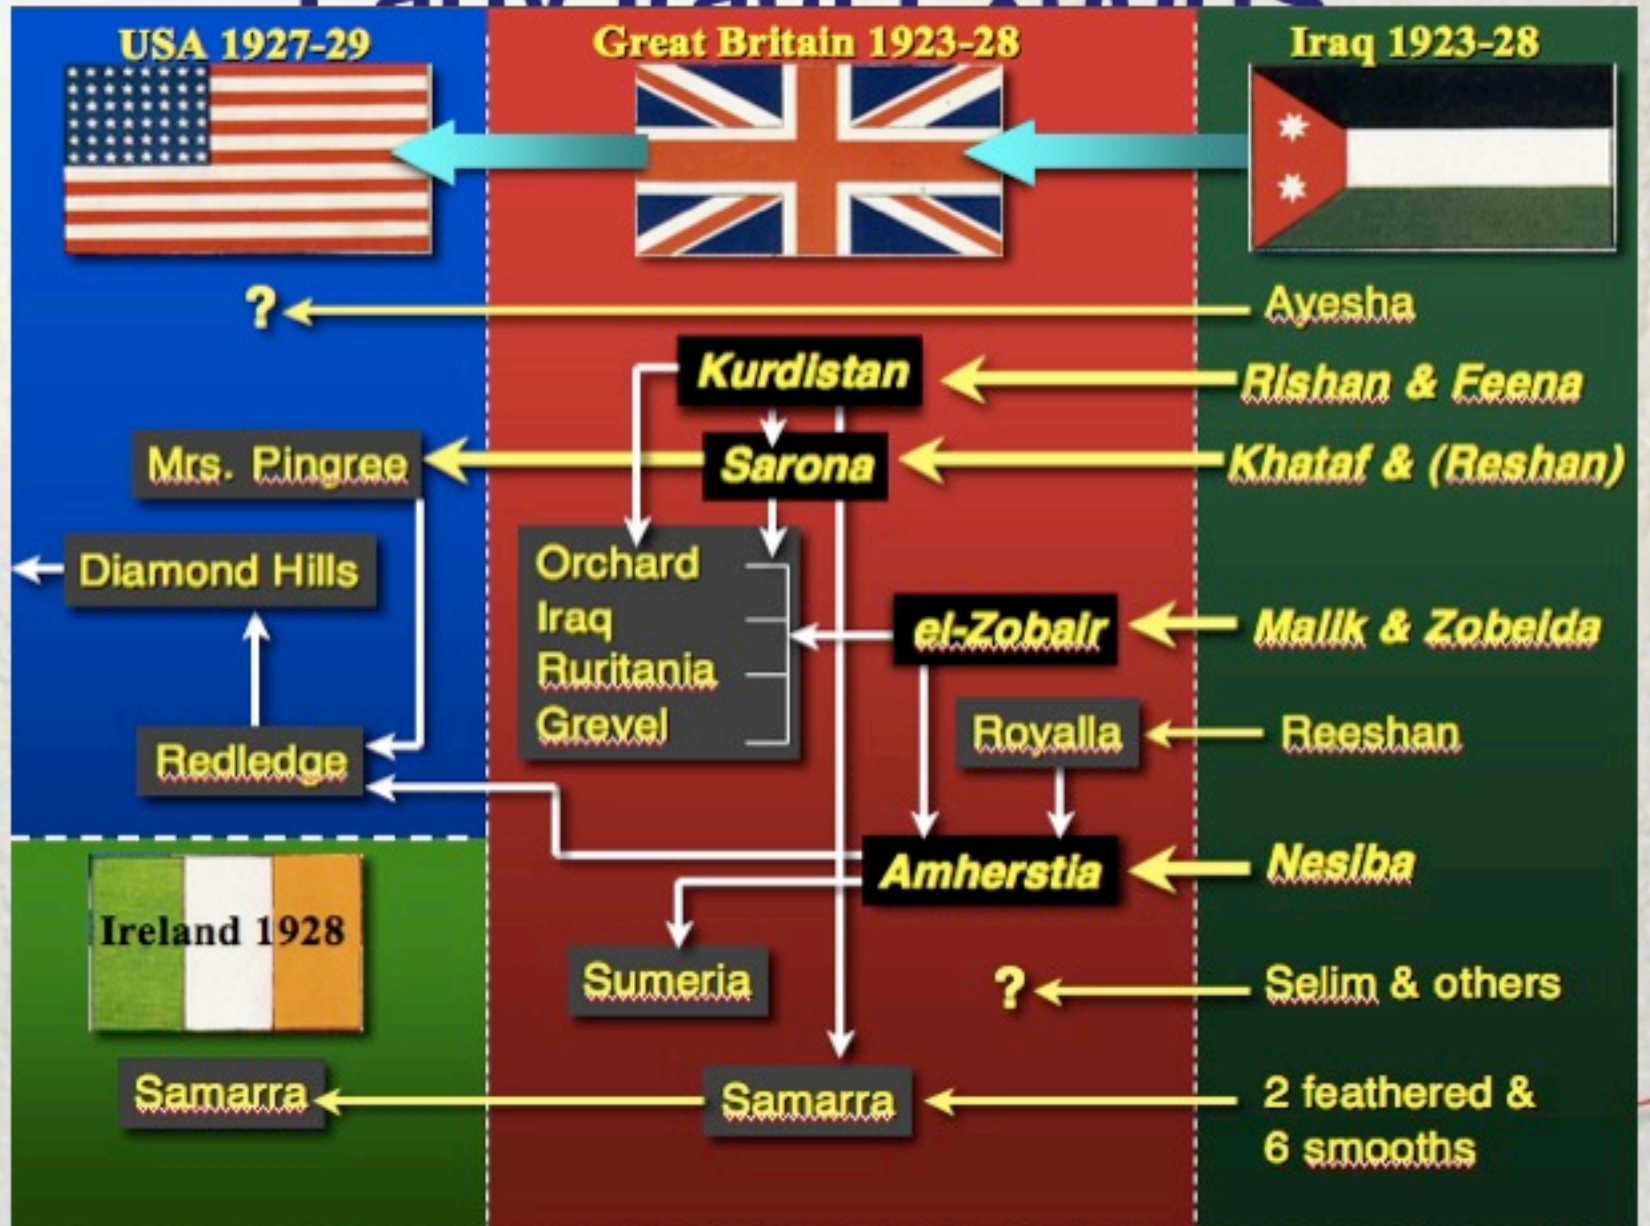 USA 1927-29
Great Britain 1923-28
Iraq 1923-28
?
Ayesha
Kurdistan
Rishan & Feena
Mrs. Pingree
Sarona
Khataf & (Reshan)
Diamond Hills
Orchard
Iraq
Ruritania
Grevel
el-Zobair
Malik & Zobeida
Redledge
Royalla
Reeshan
Amherstia
Nesiba
Ireland 1928
Sumeria
?
Selim & others
Samarra
Samarra
2 feathered &
6 smooths